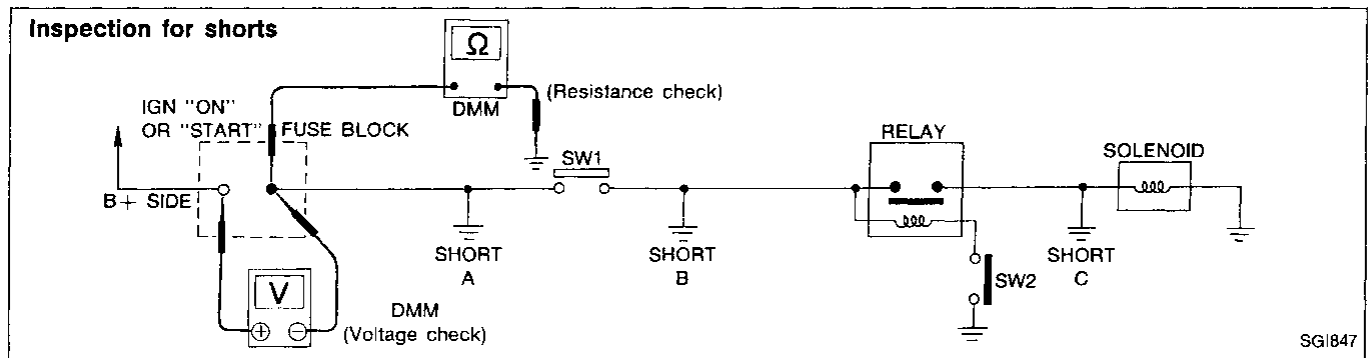 Inspection for shorts
Ω
DMM
(Resistance check)
IGN "ON"
OR "START"
FUSE BLOCK
B+ SIDE
SW1
RELAY
SOLENOID
SHORT
A
SHORT
B
SHORT
C
SW2
V
+ −
DMM
(Voltage check)
SGI847